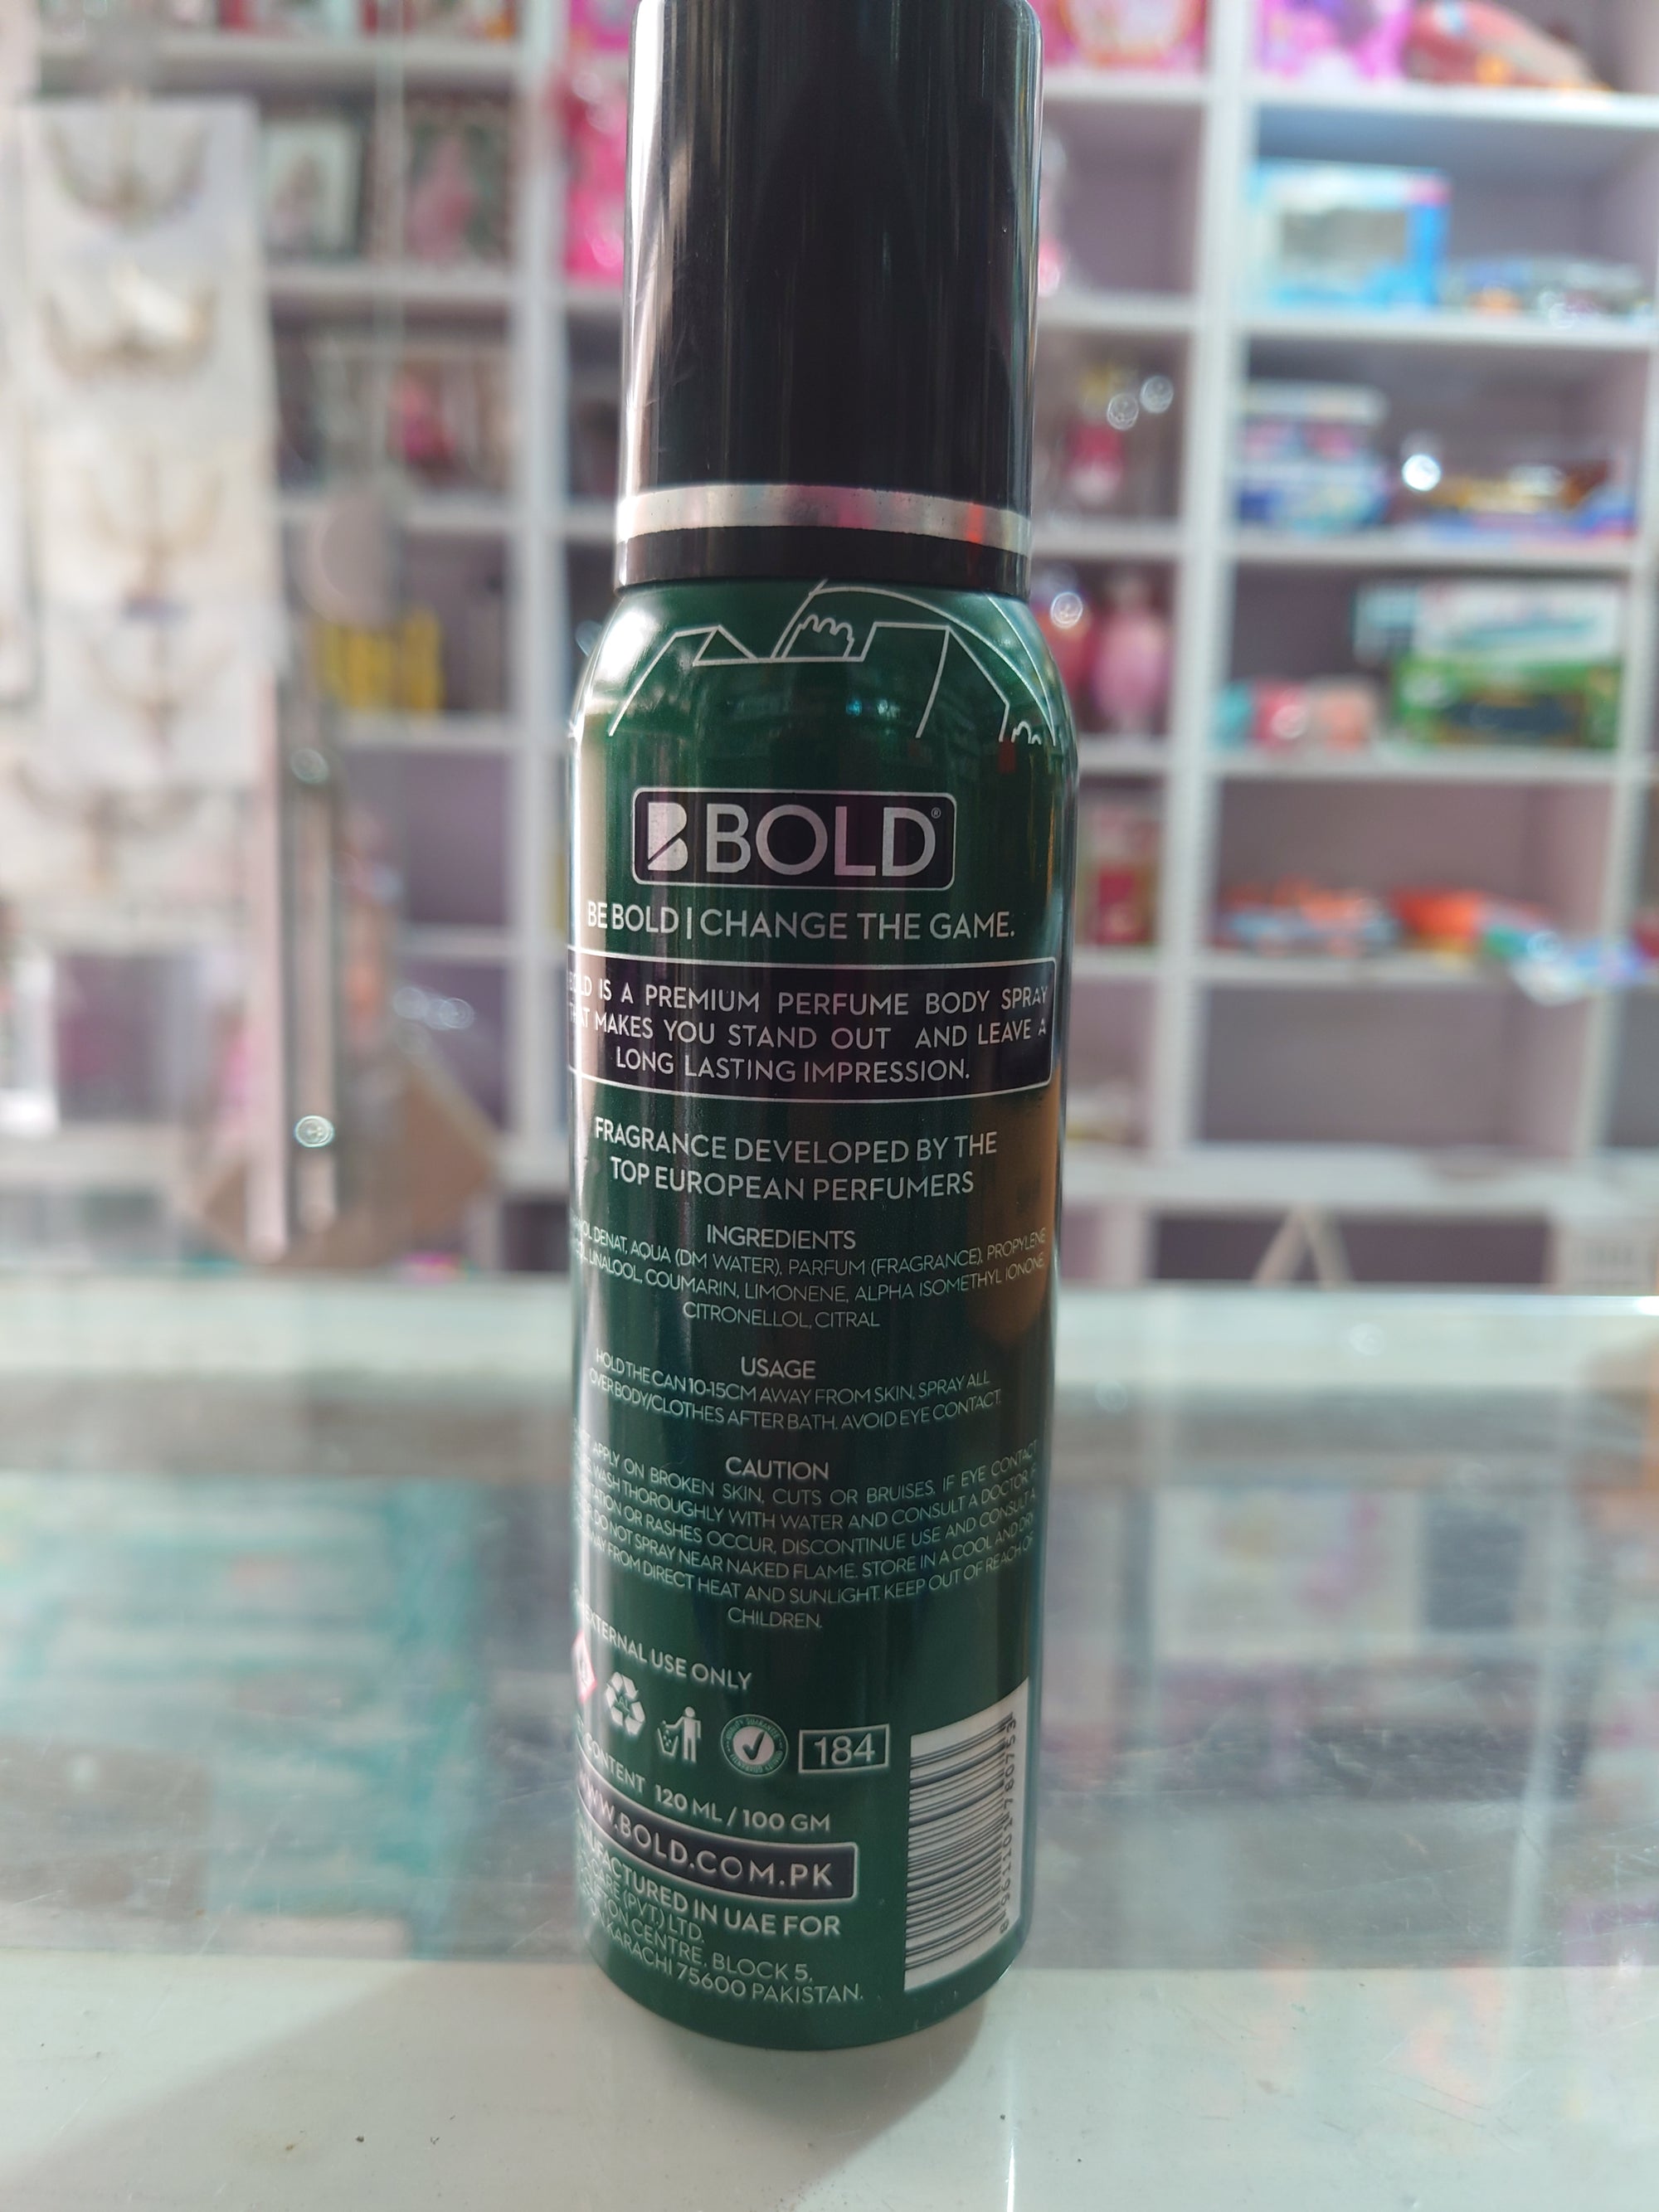 BOLD®
BE BOLD | CHANGE THE GAME.
IS A PREMIUM PERFUME BODY SPRAY
MAKES YOU STAND OUT AND LEAVE A
LONG LASTING IMPRESSION.
FRAGRANCE DEVELOPED BY THE
TOP EUROPEAN PERFUMERS
INGREDIENTS
DENAT, AQUA (DM WATER), PARFUM (FRAGRANCE), PROPYLENE
LINALOOL, COUMARIN, LIMONENE, ALPHA ISOMETHYL IONONE,
CITRONELLOL, CITRAL
USAGE
HOLD THE CAN 10-15CM AWAY FROM SKIN, SPRAY ALL
OVER BODY/CLOTHES AFTER BATH. AVOID EYE CONTACT.
CAUTION
APPLY ON BROKEN SKIN, CUTS OR BRUISES. IF EYE CONTACT
WASH THOROUGHLY WITH WATER AND CONSULT A DOCTOR. IF
OR RASHES OCCUR, DISCONTINUE USE AND CONSULT A
DO NOT SPRAY NEAR NAKED FLAME. STORE IN A COOL AND DRY
FROM DIRECT HEAT AND SUNLIGHT. KEEP OUT OF REACH OF
CHILDREN.
EXTERNAL USE ONLY
184
CONTENT 120 ML / 100 GM
WWW.BOLD.COM.PK
MANUFACTURED IN UAE FOR
(PVT.) LTD.
CENTRE, BLOCK 5,
KARACHI 75600 PAKISTAN.
8961101780753